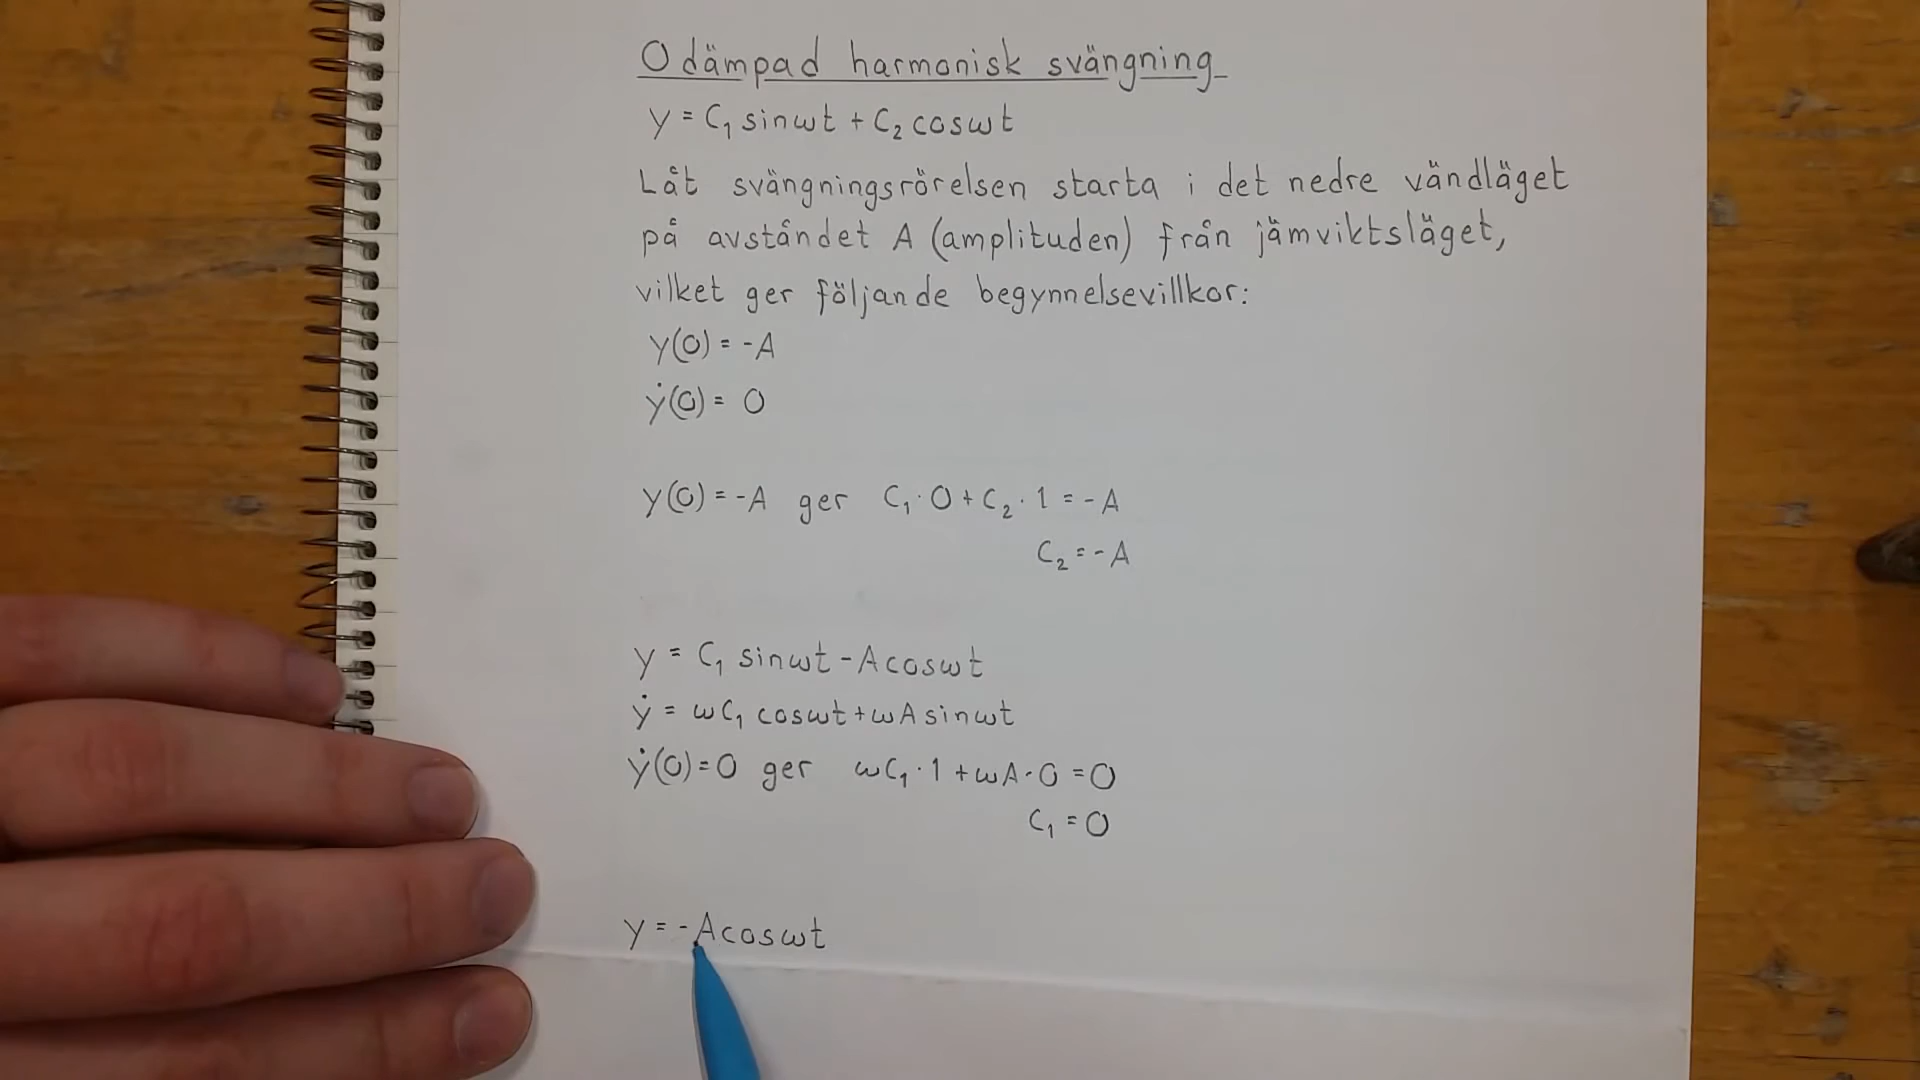 Odämpad harmonisk svängning
y = C₁ sinωt + C₂ cosωt
Låt svängningsrörelsen starta i det nedre vändläget
på avståndet A (amplituden) från jämviktsläget,
vilket ger följande begynnelsevillkor:
y(0) = -A
ẏ(0) = 0
y(0) = -A ger C₁ · 0 + C₂ · 1 = -A
C₂ = -A
y = C₁ sinωt - A cosωt
ẏ = ωC₁ cosωt + ωA sinωt
ẏ(0) = 0 ger ωC₁ · 1 + ωA · 0 = 0
C₁ = 0
y = -A cosωt